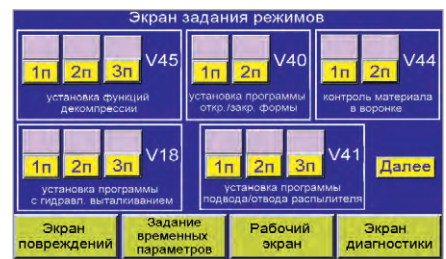 Экран задания режимов
1п 2п 3п V45
установка функций
декомпрессии
1п 2п V40
установка программы
откр./закр. формы
1п 2п V44
контроль материала
в воронке
1п 2п 3п V18
установка программы
с гидравл. выталкиванием
1п 2п 3п V41
установка программы
подвода/отвода распылителя
Далее
Экран
повреждений
Задание
временных
параметров
Рабочий
экран
Экран
диагностики